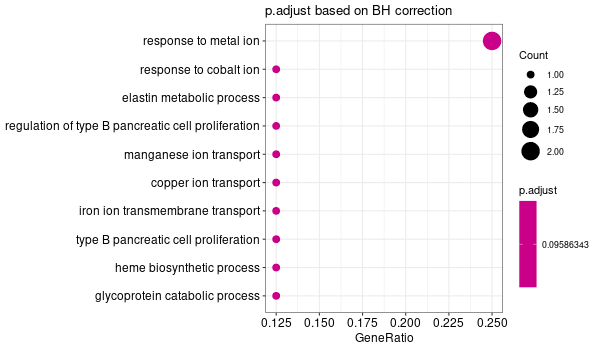 p.adjust based on BH correction
response to metal ion
response to cobalt ion
elastin metabolic process
regulation of type B pancreatic cell proliferation
manganese ion transport
copper ion transport
iron ion transmembrane transport
type B pancreatic cell proliferation
heme biosynthetic process
glycoprotein catabolic process
0.125 0.150 0.175 0.200 0.225 0.250
GeneRatio
Count
1.00
1.25
1.50
1.75
2.00
p.adjust
0.09586343